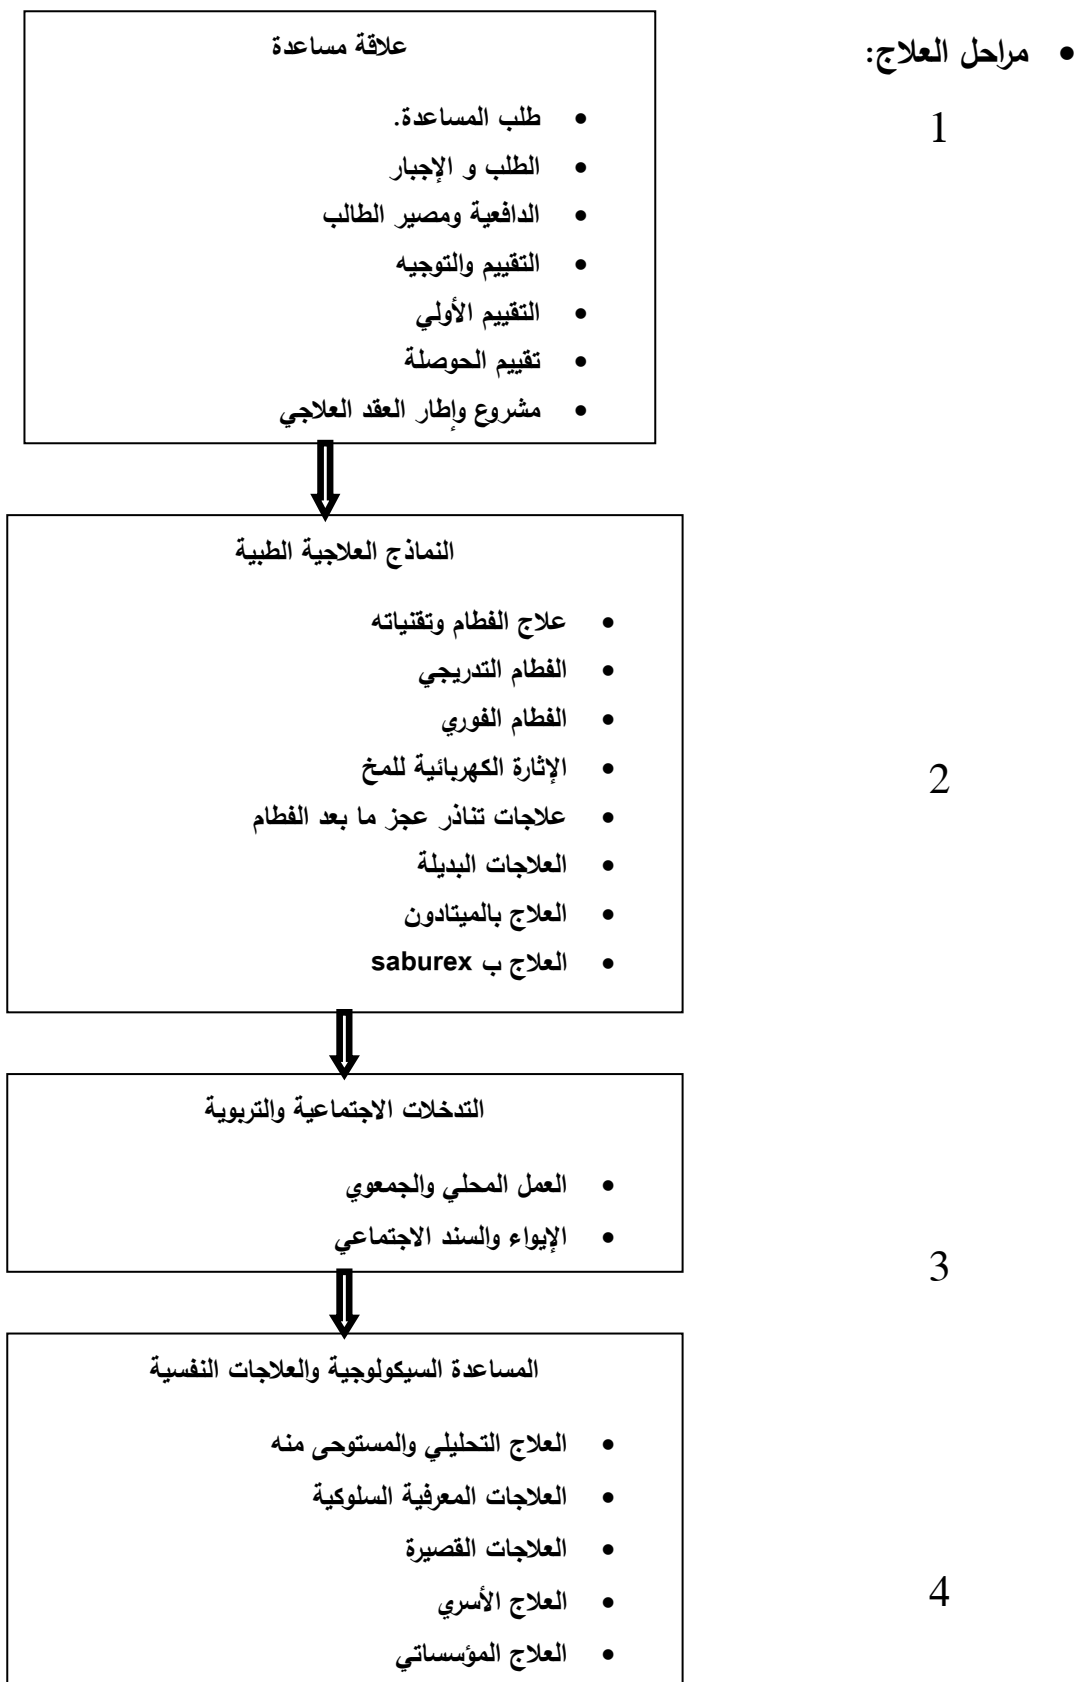 • مراحل العلاج:
1
علاقة مساعدة
• طلب المساعدة.
• الطلب و الإجبار
• الدافعية ومصير الطالب
• التقييم والتوجيه
• التقييم الأولي
• تقييم الحوصلة
• مشروع وإطار العقد العلاجي
2
النماذج العلاجية الطبية
• علاج الفطام وتقنياته
• الفطام التدريجي
• الفطام الفوري
• الإثارة الكهربائية للمخ
• علاجات تناذر عجز ما بعد الفطام
• العلاجات البديلة
• العلاج بالميتادون
• العلاج ب saburex
3
التدخلات الاجتماعية والتربوية
• العمل المحلي والجمعوي
• الإيواء والسند الاجتماعي
4
المساعدة السيكولوجية والعلاجات النفسية
• العلاج التحليلي والمستوحى منه
• العلاجات المعرفية السلوكية
• العلاجات القصيرة
• العلاج الأسري
• العلاج المؤسساتي